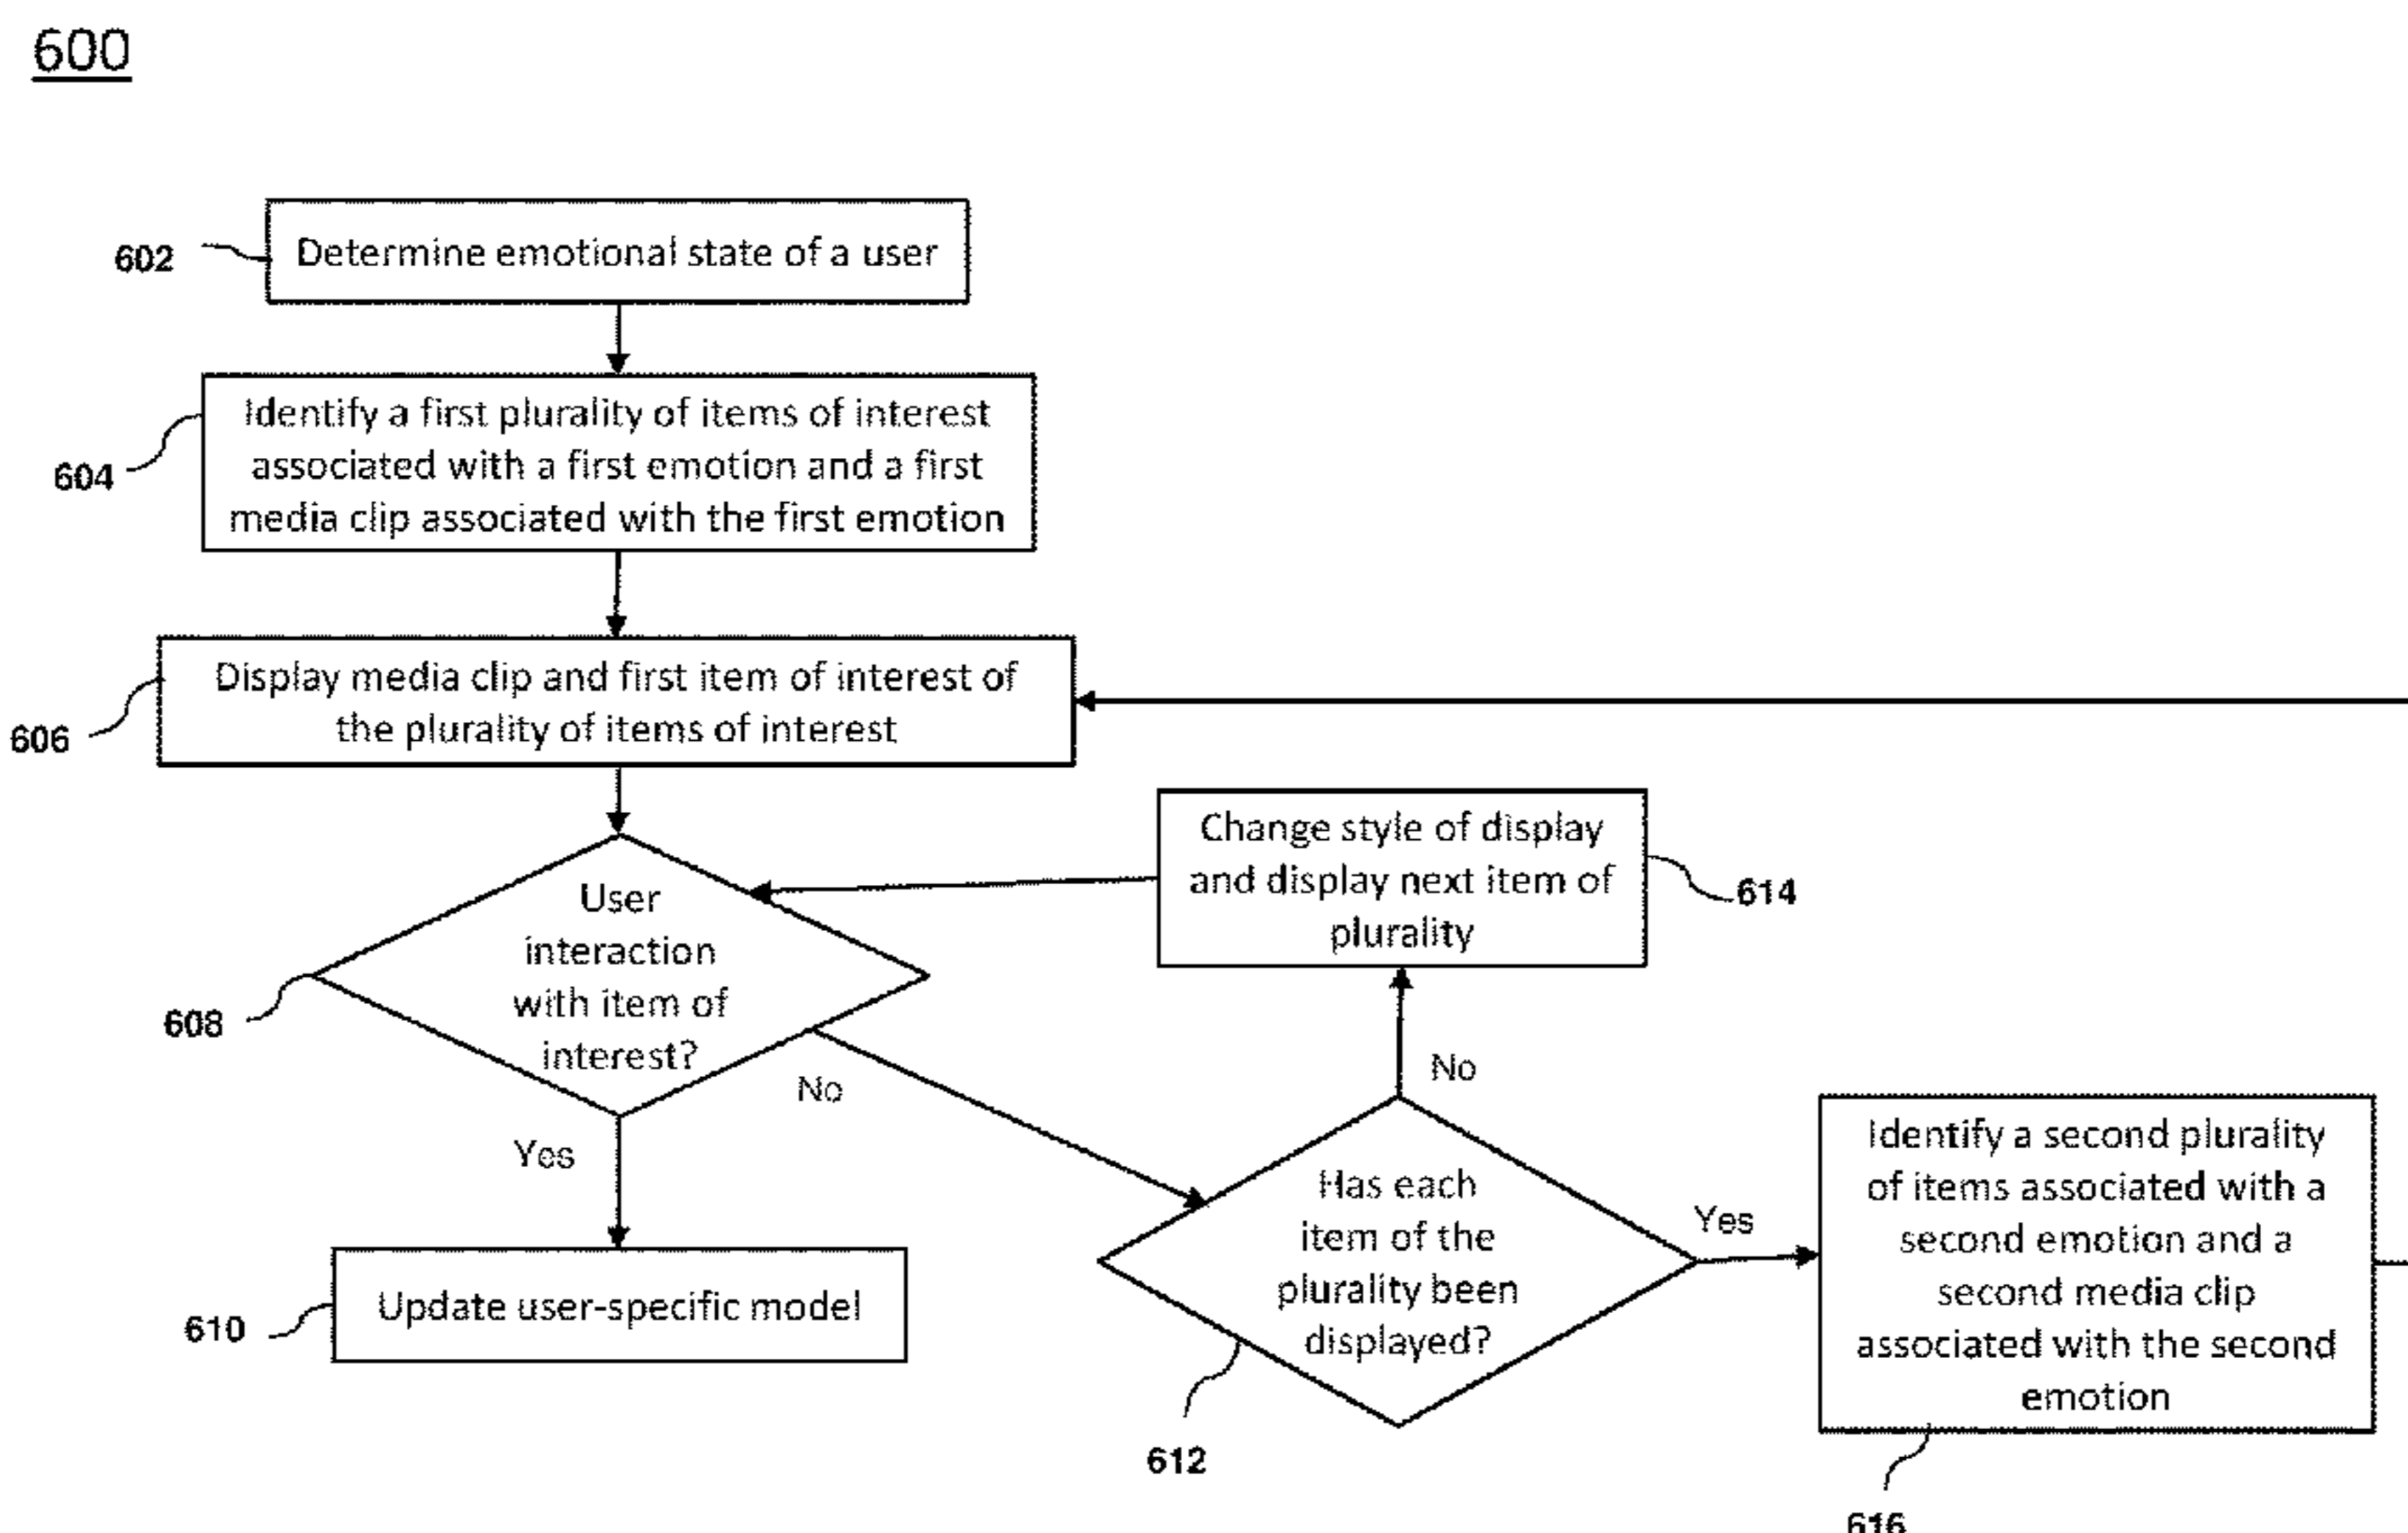 600
602
Determine emotional state of a user
604
Identify a first plurality of items of interest
associated with a first emotion and a first
media clip associated with the first emotion
606
Display media clip and first item of interest of
the plurality of items of interest
608
User
interaction
with item of
interest?
No
Yes
610
Update user-specific model
Change style of display
and display next item of
plurality
614
No
Has each
item of the
plurality been
displayed?
612
Yes
Identify a second plurality
of items associated with a
second emotion and a
second media clip
associated with the second
emotion
616